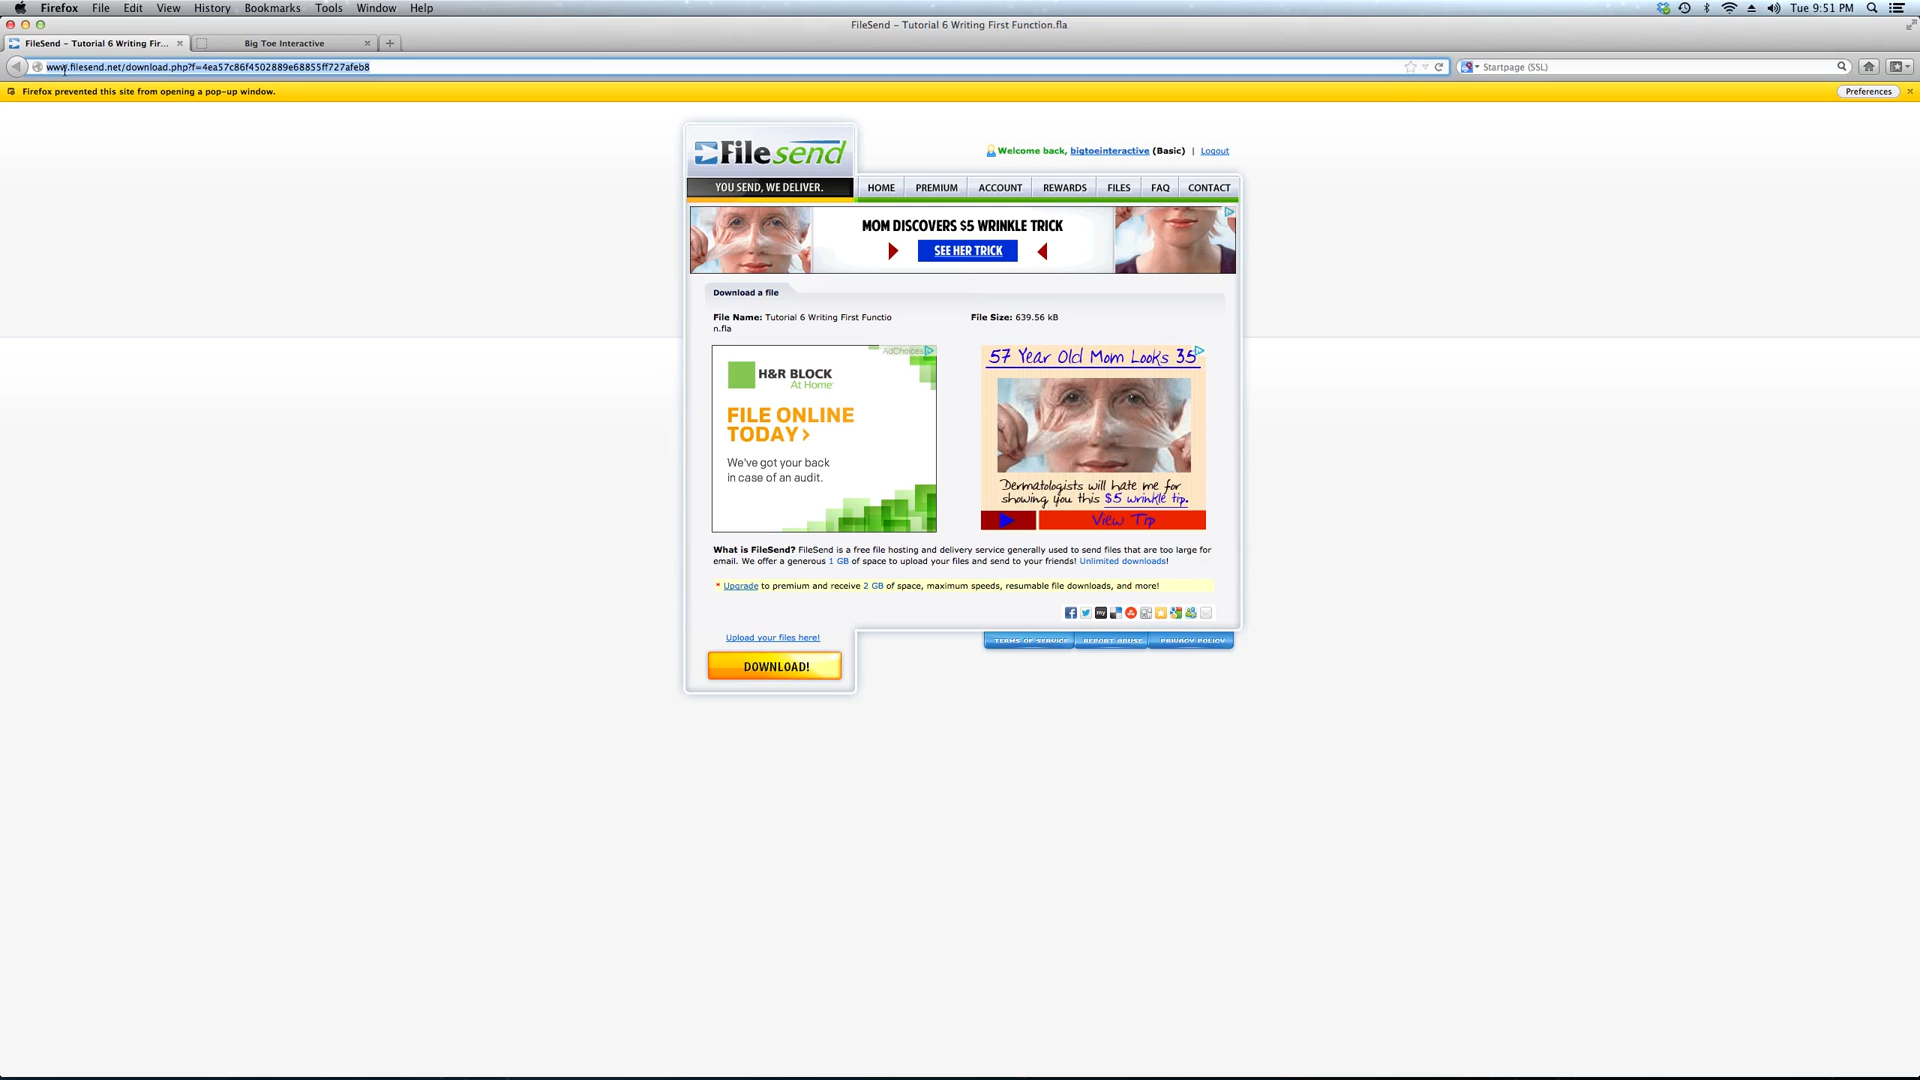 Firefox File Edit View History Bookmarks Tools Window Help Tue 9:51 PM
FileSend – Tutorial 6 Writing First Function.fla
FileSend – Tutorial 6 Writing Fir... Big Toe Interactive
www.filesend.net/download.php?f=4ea57c86f4502889e68855ff727afeb8 Startpage (SSL)
Firefox prevented this site from opening a pop-up window. Preferences
Filesend Welcome back, bigtoeinteractive (Basic) | Logout
YOU SEND, WE DELIVER. HOME PREMIUM ACCOUNT REWARDS FILES FAQ CONTACT
MOM DISCOVERS $5 WRINKLE TRICK
SEE HER TRICK
Download a file
File Name: Tutorial 6 Writing First Functio File Size: 639.56 kB
n.fla
AdChoices
H&R BLOCK
At Home
FILE ONLINE
TODAY >
We've got your back
in case of an audit.
57 Year Old Mom Looks 35
Dermatologists will hate me for
showing you this $5 wrinkle tip.
View Tip
What is FileSend? FileSend is a free file hosting and delivery service generally used to send files that are too large for
email. We offer a generous 1 GB of space to upload your files and send to your friends! Unlimited downloads!
* Upgrade to premium and receive 2 GB of space, maximum speeds, resumable file downloads, and more!
my
Upload your files here! TERMS OF SERVICE REPORT ABUSE PRIVACY POLICY
DOWNLOAD!